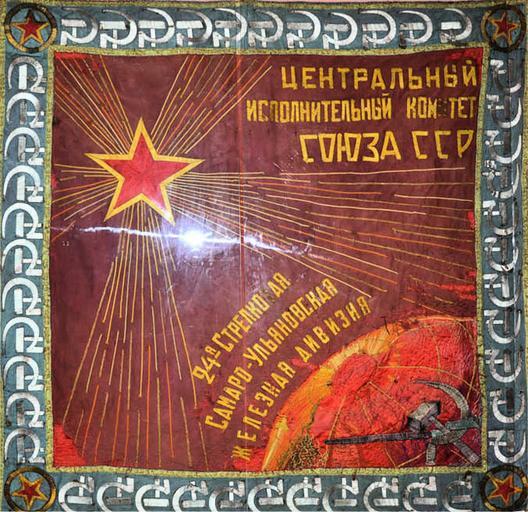 ЦЕНТРАЛЬНЫЙ
ИСПОЛНИТЕЛЬНЫЙ КОМИТЕТ
СОЮЗА ССР
24я СТРЕЛКОВАЯ
САМАРО-УЛЬЯНОВСКАЯ
ЖЕЛЕЗНАЯ ДИВИЗИЯ